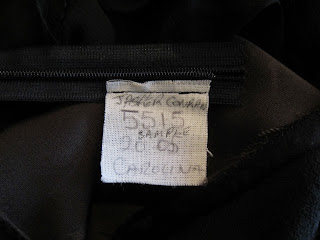 JASPER CONRAN
5515
SAMPLE
CAROLINA